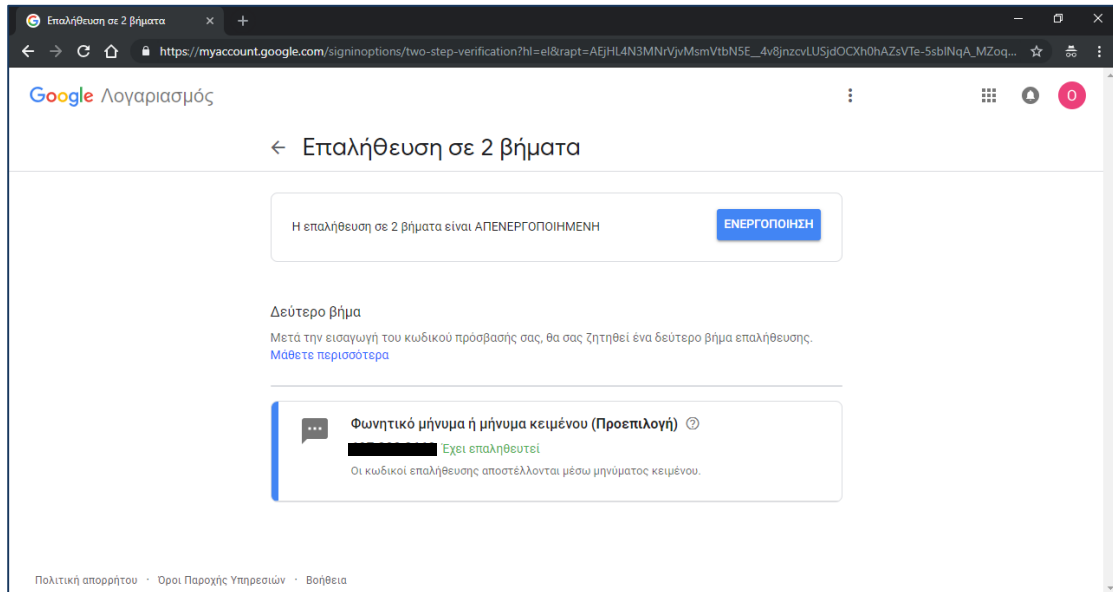 Επαλήθευση σε 2 βήματα
https://myaccount.google.com/signinoptions/two-step-verification?hl=el&rapt=AEjHL4N3MNrVjvMsmVtbN5E__4v8jnzcvLUSjdOCXh0hAZsVTe-5sbINqA_MZoq...
Google Λογαριασμός
O
Επαλήθευση σε 2 βήματα
Η επαλήθευση σε 2 βήματα είναι ΑΠΕΝΕΡΓΟΠΟΙΗΜΕΝΗ
ΕΝΕΡΓΟΠΟΙΗΣΗ
Δεύτερο βήμα
Μετά την εισαγωγή του κωδικού πρόσβασής σας, θα σας ζητηθεί ένα δεύτερο βήμα επαλήθευσης.
Μάθετε περισσότερα
Φωνητικό μήνυμα ή μήνυμα κειμένου (Προεπιλογή)
Έχει επαληθευτεί
Οι κωδικοί επαλήθευσης αποστέλλονται μέσω μηνύματος κειμένου.
Πολιτική απορρήτου · Όροι Παροχής Υπηρεσιών · Βοήθεια